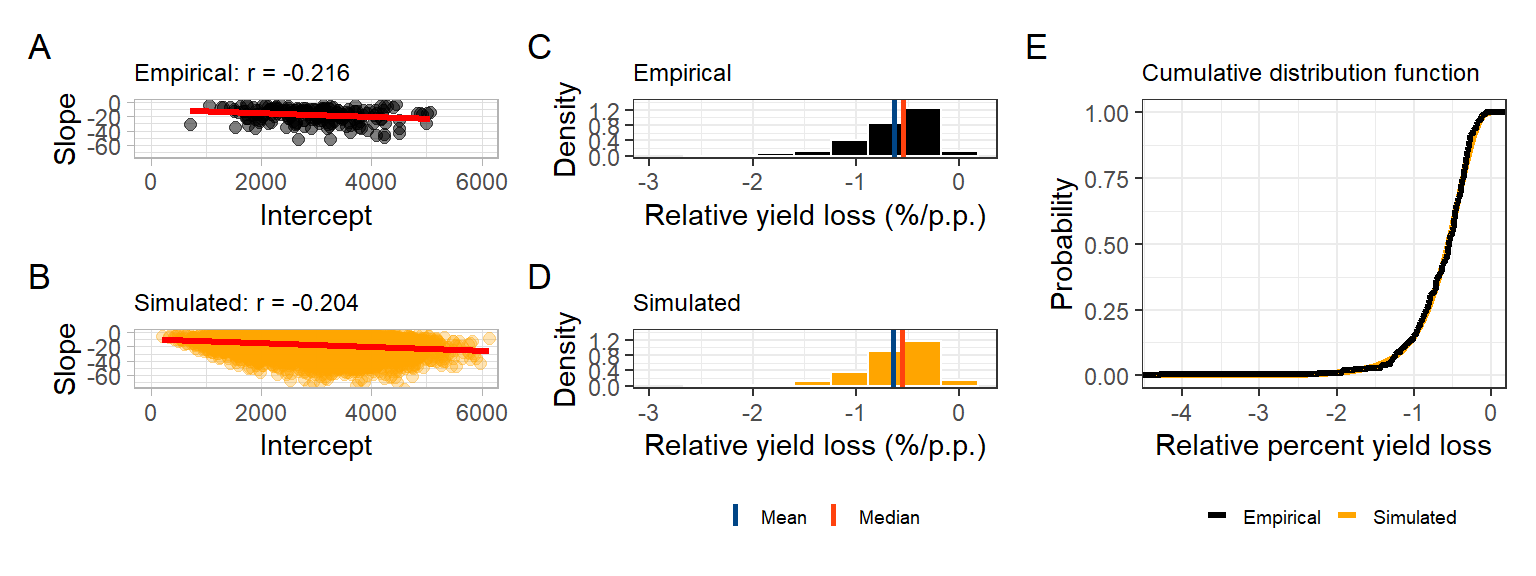 A
Empirical: r = -0.216
Slope
0
-20
-40
-60
0 2000 4000 6000
Intercept
B
Simulated: r = -0.204
Slope
0
-20
-40
-60
0 2000 4000 6000
Intercept
C
Empirical
Density
1.2
0.8
0.4
0.0
-3 -2 -1 0
Relative yield loss (%/p.p.)
D
Simulated
Density
1.2
0.8
0.4
0.0
-3 -2 -1 0
Relative yield loss (%/p.p.)
Mean Median
E
Cumulative distribution function
Probability
1.00
0.75
0.50
0.25
0.00
-4 -3 -2 -1 0
Relative percent yield loss
Empirical Simulated